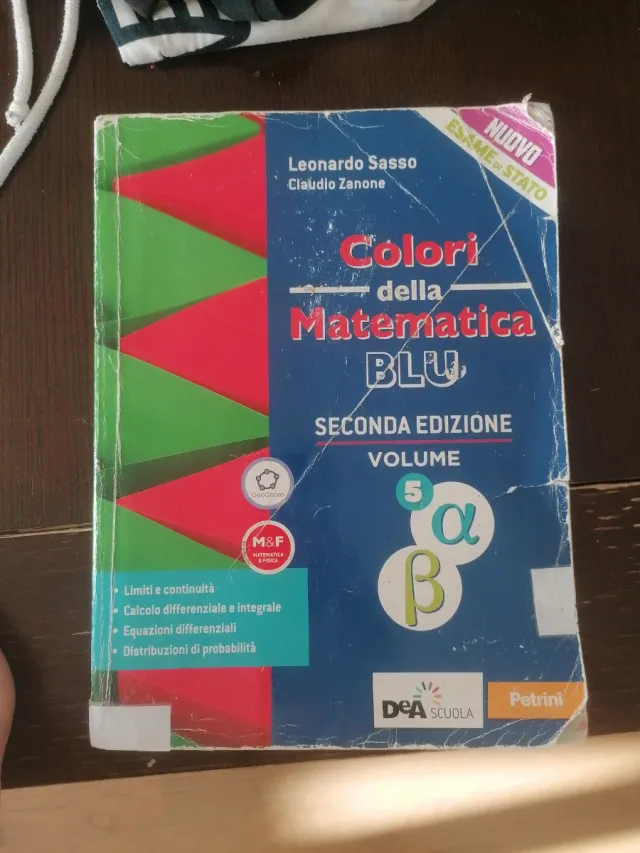 NUOVO
ESAME DI STATO
Leonardo Sasso
Claudio Zanone
Colori
della
Matematica
BLU
SECONDA EDIZIONE
VOLUME
5
α
β
GeoGebra
M&F
MATEMATICA
E FISICA
• Limiti e continuità
• Calcolo differenziale e integrale
• Equazioni differenziali
• Distribuzioni di probabilità
DeA SCUOLA
Petrini